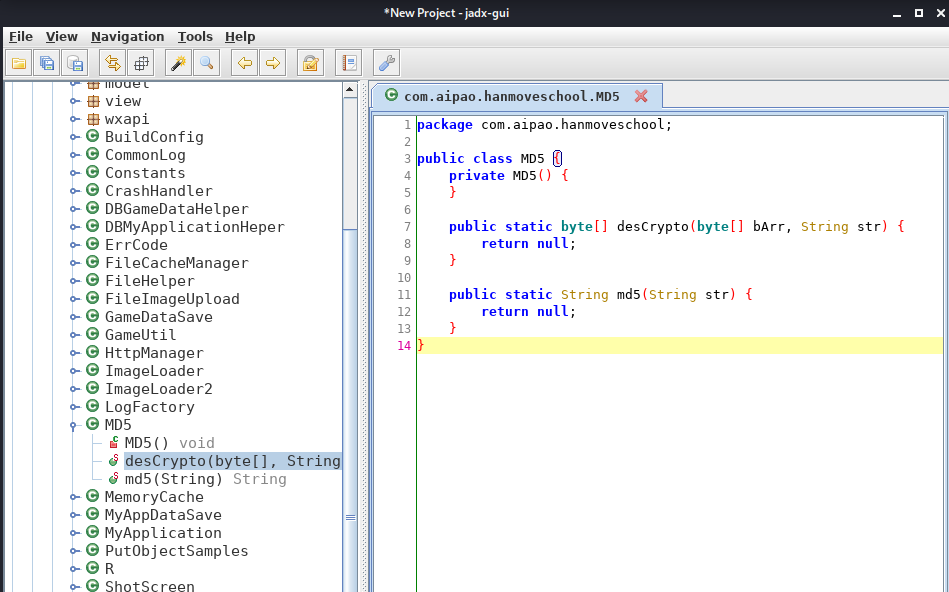 *New Project - jadx-gui
File View Navigation Tools Help
model
view
wxapi
BuildConfig
CommonLog
Constants
CrashHandler
DBGameDataHelper
DBMyApplicationHeper
ErrCode
FileCacheManager
FileHelper
FileImageUpload
GameDataSave
GameUtil
HttpManager
ImageLoader
ImageLoader2
LogFactory
MD5
MD5() void
desCrypto(byte[], String
md5(String) String
MemoryCache
MyAppDataSave
MyApplication
PutObjectSamples
R
ShotScreen
com.aipao.hanmoveschool.MD5
1 package com.aipao.hanmoveschool;
2
3 public class MD5 {
4     private MD5() {
5     }
6
7     public static byte[] desCrypto(byte[] bArr, String str) {
8         return null;
9     }
10
11     public static String md5(String str) {
12         return null;
13     }
14 }